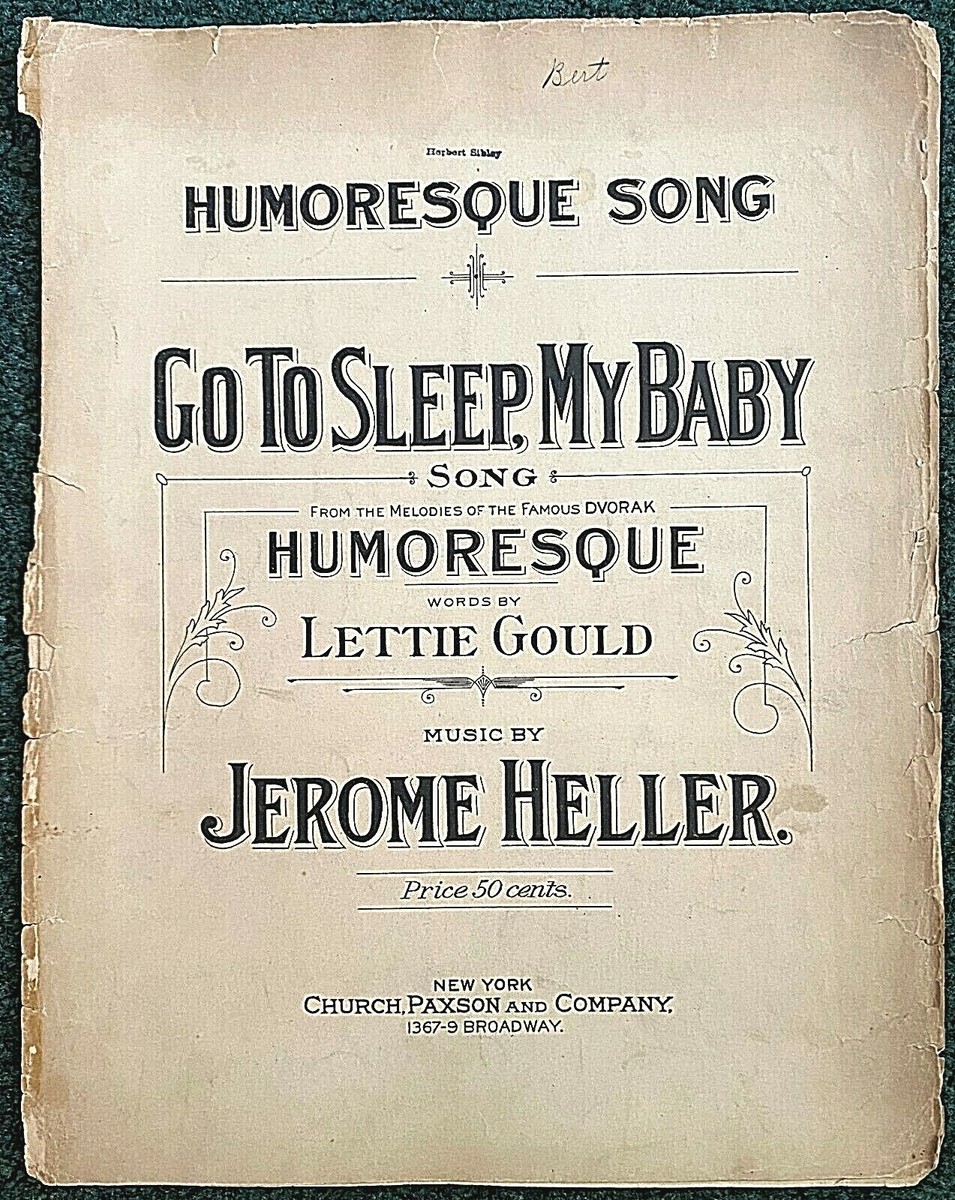 Bert
Herbert Sibley
HUMORESQUE SONG
GO TO SLEEP, MY BABY
SONG
FROM THE MELODIES OF THE FAMOUS DVORAK
HUMORESQUE
WORDS BY
LETTIE GOULD
MUSIC BY
JEROME HELLER.
Price 50 cents.
NEW YORK
CHURCH, PAXSON AND COMPANY,
1367-9 BROADWAY.